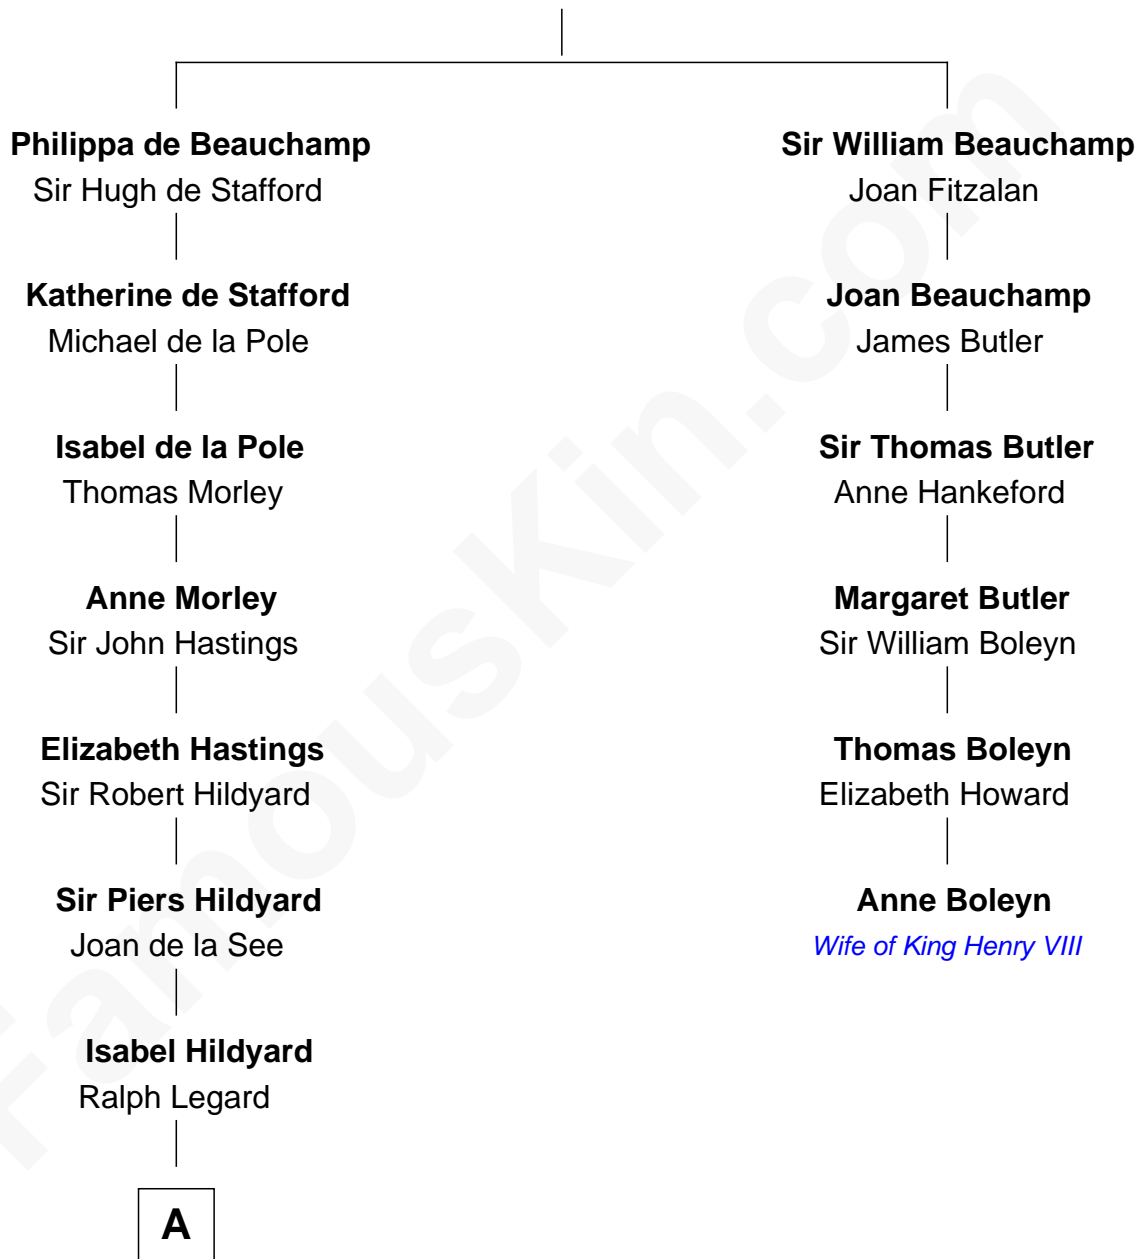 Philippa de Beauchamp
Sir Hugh de Stafford
Katherine de Stafford
Michael de la Pole
Isabel de la Pole
Thomas Morley
Anne Morley
Sir John Hastings
Elizabeth Hastings
Sir Robert Hildyard
Sir Piers Hildyard
Joan de la See
Isabel Hildyard
Ralph Legard
A
Sir William Beauchamp
Joan Fitzalan
Joan Beauchamp
James Butler
Sir Thomas Butler
Anne Hankeford
Margaret Butler
Sir William Boleyn
Thomas Boleyn
Elizabeth Howard
Anne Boleyn
Wife of King Henry VIII
FamousKin.com